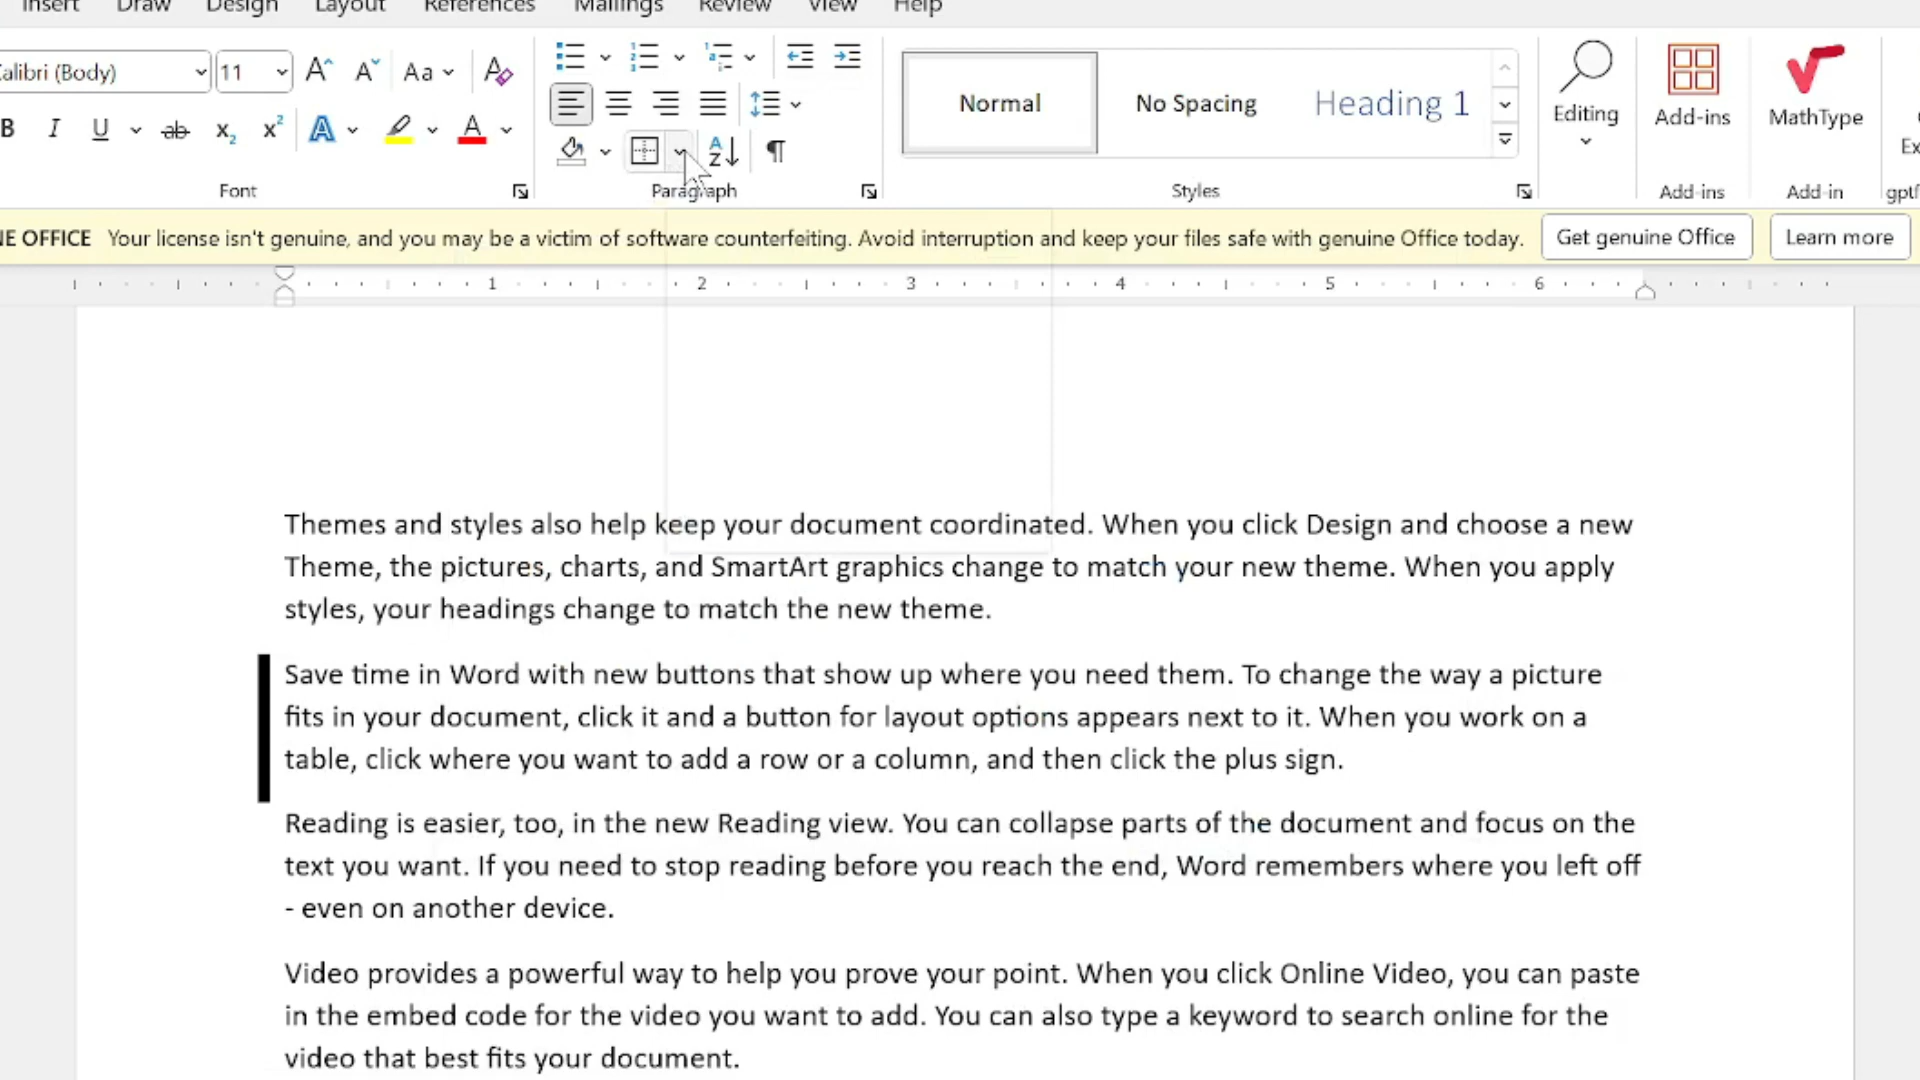 Insert Draw Design Layout References Mailings Review View Help
Calibri (Body) 11 Aa
B I U ab x2 x2 A A
Normal No Spacing Heading 1
Editing Add-ins MathType
Font Paragraph Styles Add-ins Add-in
OFFICE Your license isn't genuine, and you may be a victim of software counterfeiting. Avoid interruption and keep your files safe with genuine Office today. Get genuine Office Learn more
1 2 3 4 5 6
Themes and styles also help keep your document coordinated. When you click Design and choose a new
Theme, the pictures, charts, and SmartArt graphics change to match your new theme. When you apply
styles, your headings change to match the new theme.
Save time in Word with new buttons that show up where you need them. To change the way a picture
fits in your document, click it and a button for layout options appears next to it. When you work on a
table, click where you want to add a row or a column, and then click the plus sign.
Reading is easier, too, in the new Reading view. You can collapse parts of the document and focus on the
text you want. If you need to stop reading before you reach the end, Word remembers where you left off
- even on another device.
Video provides a powerful way to help you prove your point. When you click Online Video, you can paste
in the embed code for the video you want to add. You can also type a keyword to search online for the
video that best fits your document.